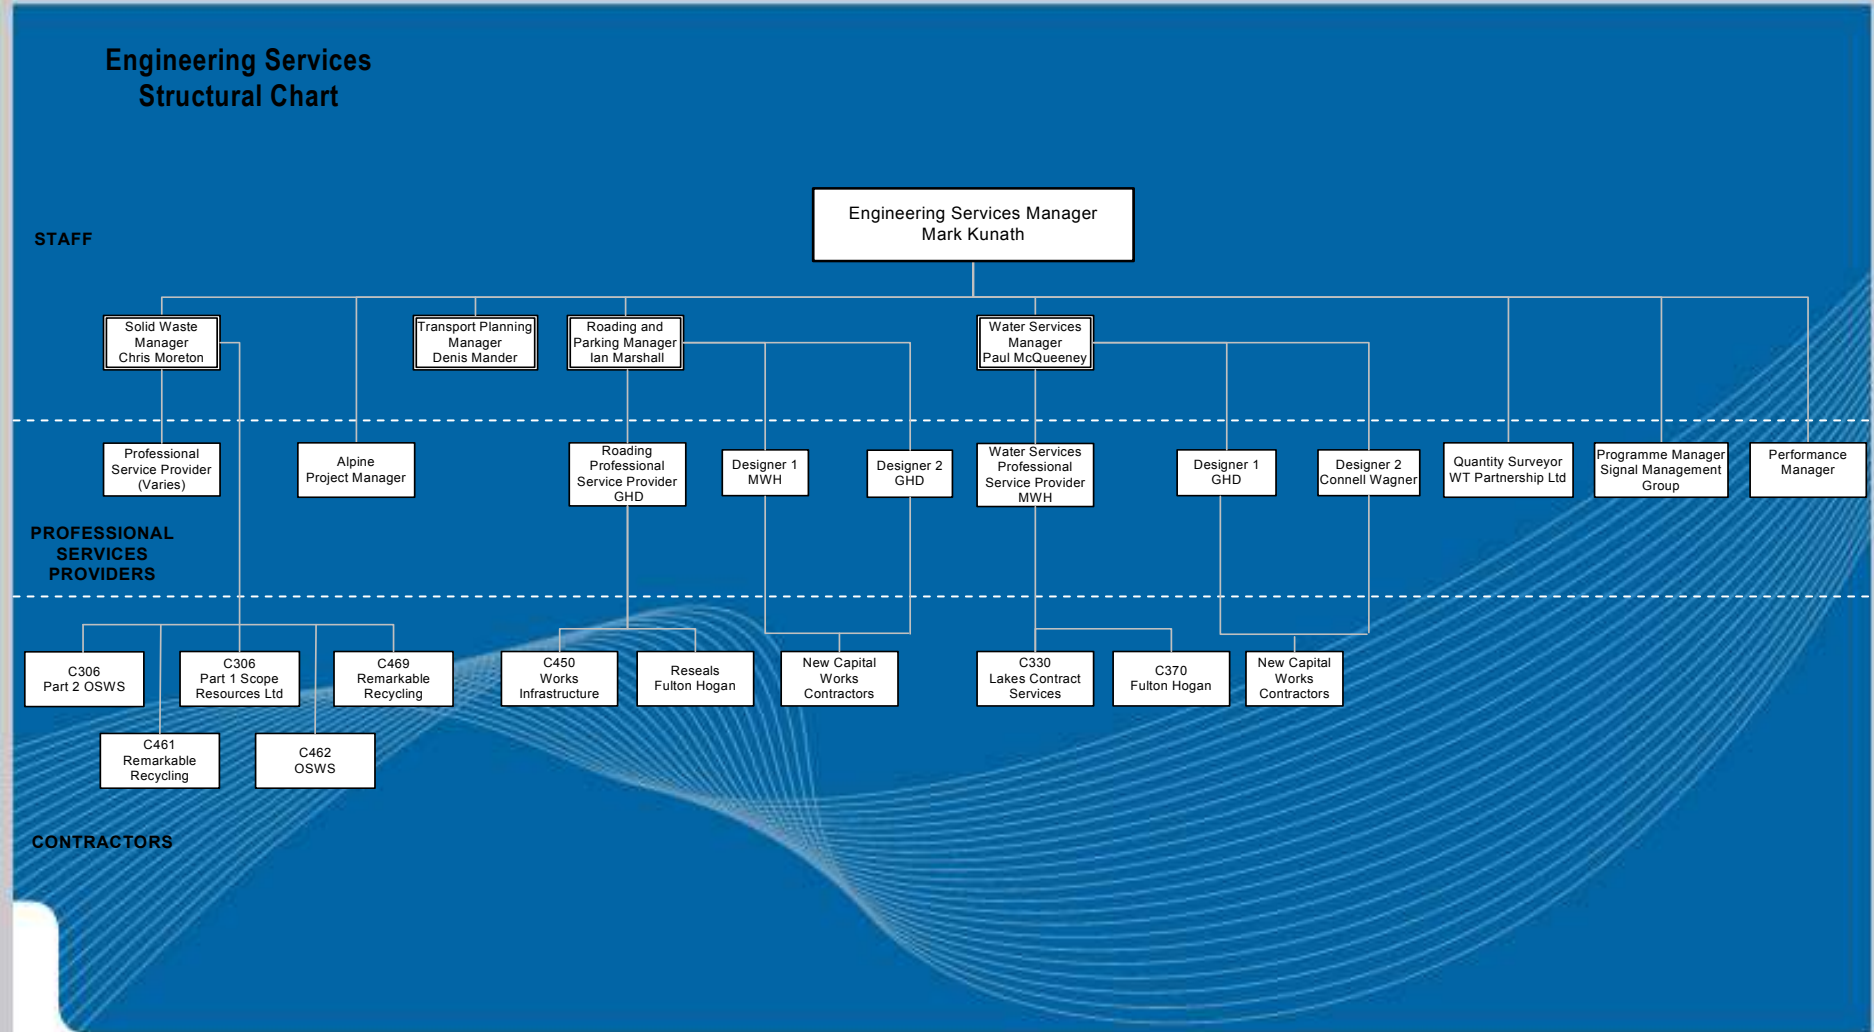 Engineering Services
Structural Chart
STAFF
Engineering Services Manager
Mark Kunath
Solid Waste
Manager
Chris Moreton
Transport Planning
Manager
Denis Mander
Roading and
Parking Manager
Ian Marshall
Water Services
Manager
Paul McQueeney
Professional
Service Provider
(Varies)
Alpine
Project Manager
Roading
Professional
Service Provider
GHD
Designer 1
MWH
Designer 2
GHD
Water Services
Professional
Service Provider
MWH
Designer 1
GHD
Designer 2
Connell Wagner
Quantity Surveyor
WT Partnership Ltd
Programme Manager
Signal Management
Group
Performance
Manager
PROFESSIONAL
SERVICES
PROVIDERS
C306
Part 2 OSWS
C306
Part 1 Scope
Resources Ltd
C469
Remarkable
Recycling
C450
Works
Infrastructure
Reseals
Fulton Hogan
New Capital
Works
Contractors
C330
Lakes Contract
Services
C370
Fulton Hogan
New Capital
Works
Contractors
C461
Remarkable
Recycling
C462
OSWS
CONTRACTORS